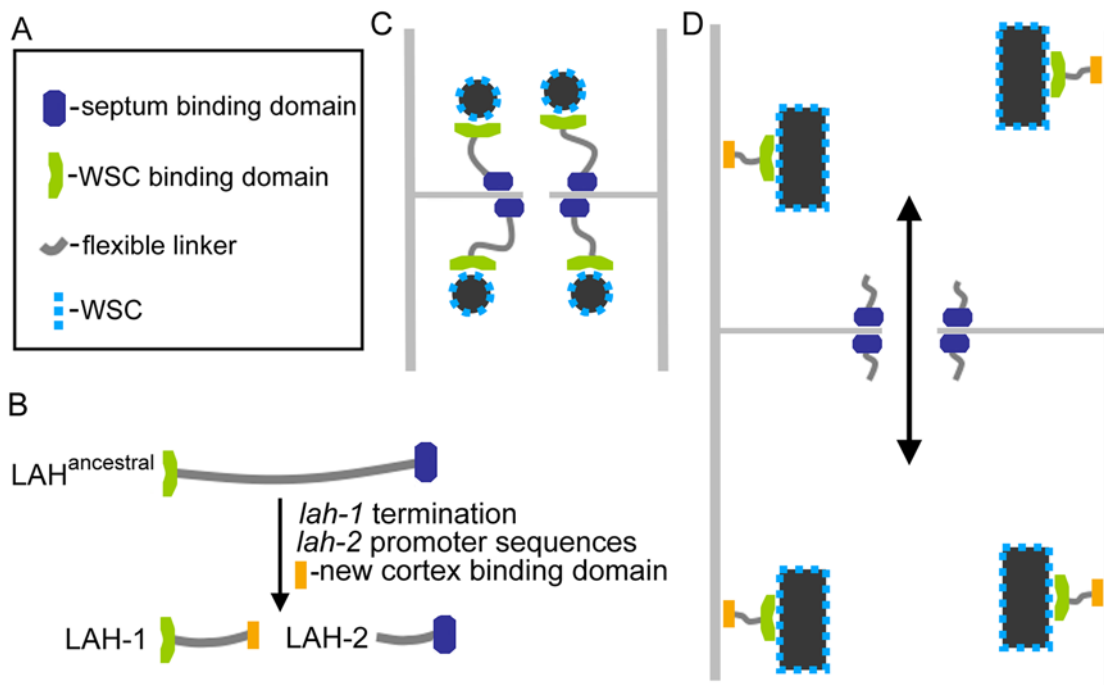 A
-septum binding domain
-WSC binding domain
-flexible linker
-WSC
B
LAHancestral
lah-1 termination
lah-2 promoter sequences
-new cortex binding domain
LAH-1
LAH-2
C
D